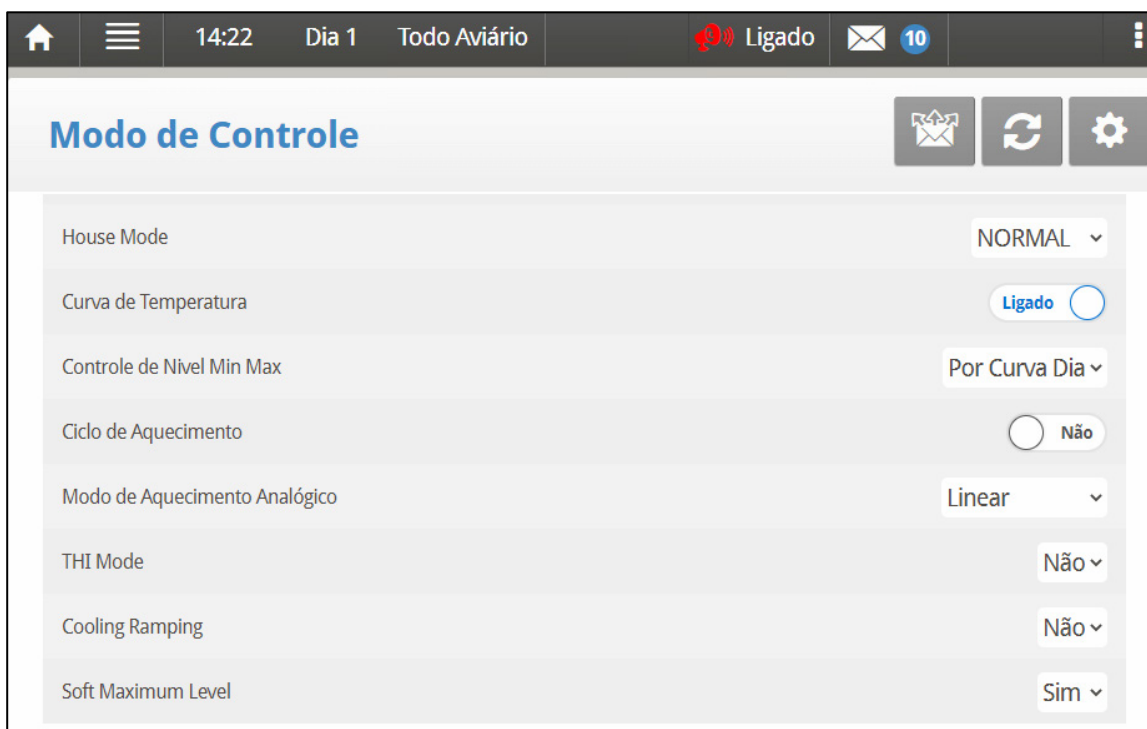 14:22 Dia 1 Todo Aviário Ligado 10
Modo de Controle
House Mode NORMAL
Curva de Temperatura Ligado
Controle de Nivel Min Max Por Curva Dia
Ciclo de Aquecimento Não
Modo de Aquecimento Analógico Linear
THI Mode Não
Cooling Ramping Não
Soft Maximum Level Sim